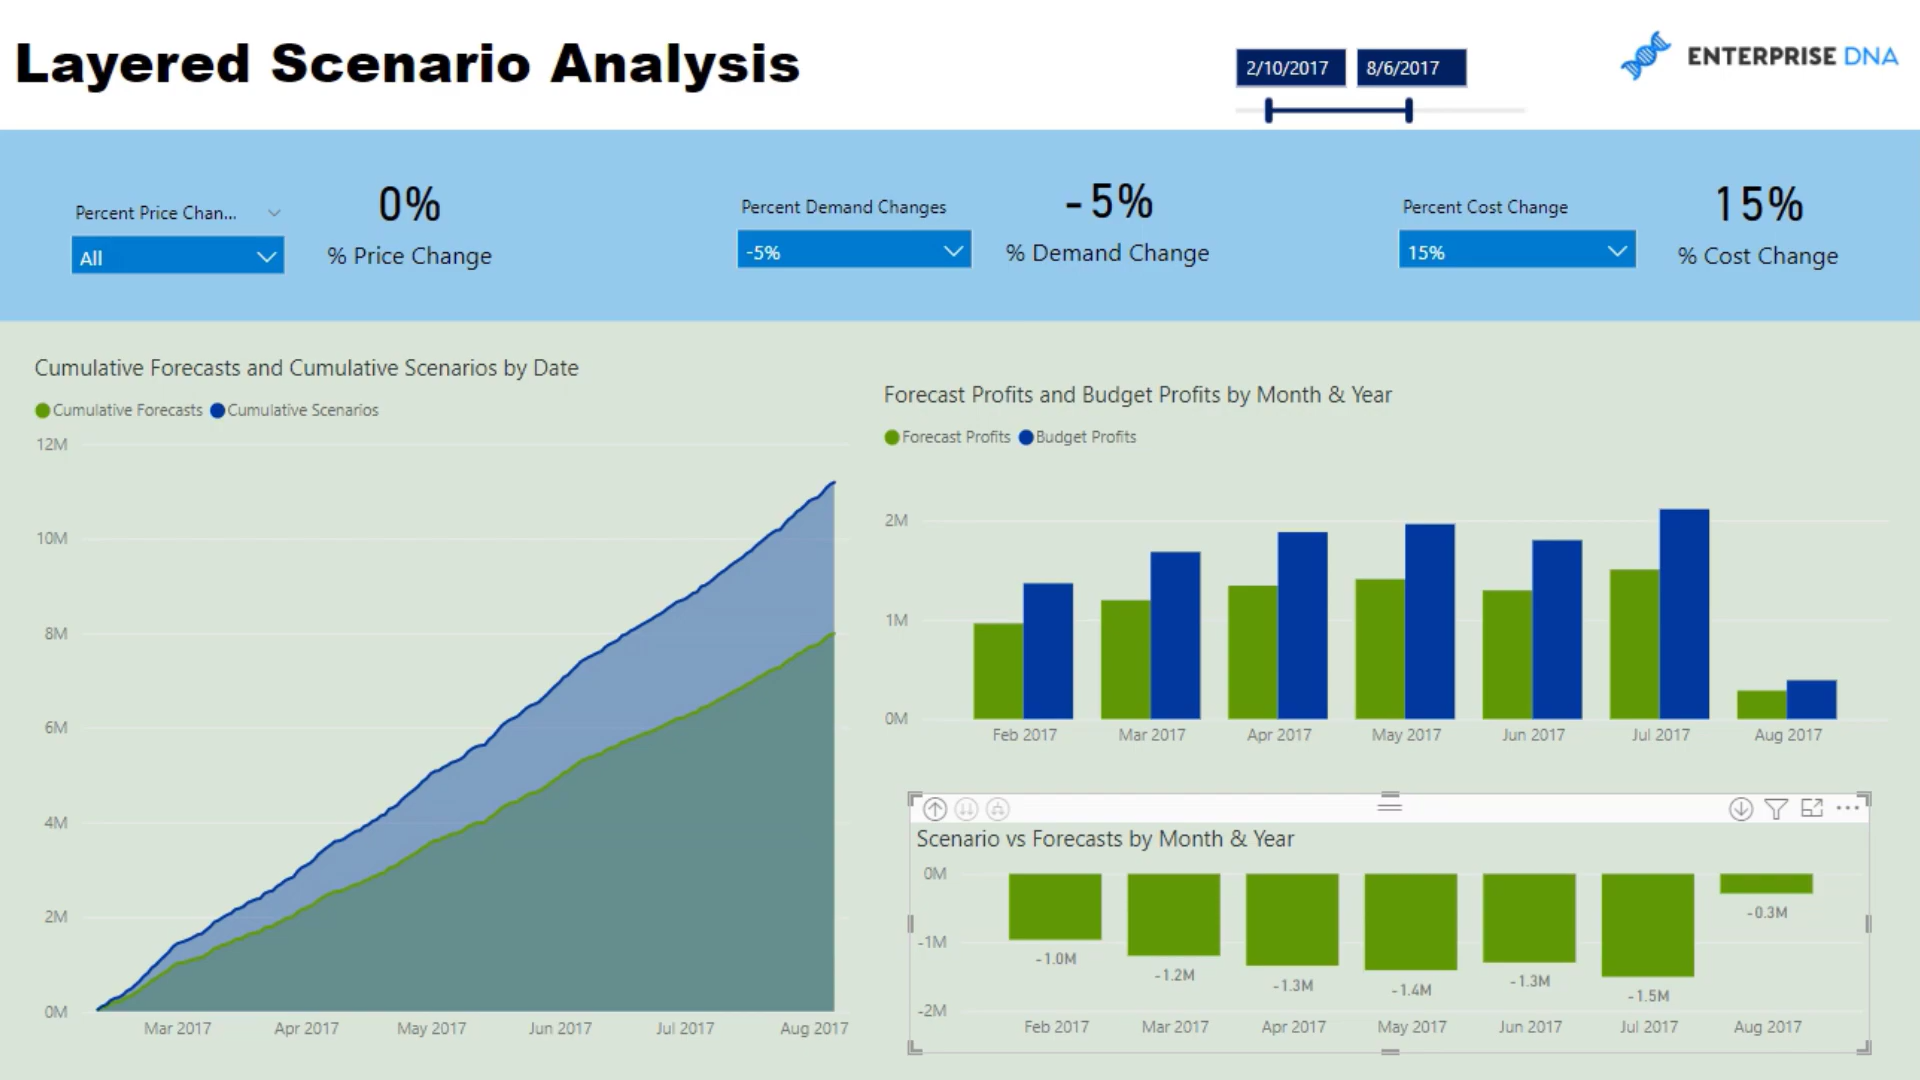 Layered Scenario Analysis
2/10/2017 8/6/2017
ENTERPRISE DNA
Percent Price Chan...
All
0%
% Price Change
Percent Demand Changes
-5%
-5%
% Demand Change
Percent Cost Change
15%
15%
% Cost Change
Cumulative Forecasts and Cumulative Scenarios by Date
Cumulative Forecasts Cumulative Scenarios
12M
10M
8M
6M
4M
2M
0M
Mar 2017 Apr 2017 May 2017 Jun 2017 Jul 2017 Aug 2017
Forecast Profits and Budget Profits by Month & Year
Forecast Profits Budget Profits
2M
1M
0M
Feb 2017 Mar 2017 Apr 2017 May 2017 Jun 2017 Jul 2017 Aug 2017
Scenario vs Forecasts by Month & Year
0M
-1M
-2M
-1.0M -1.2M -1.3M -1.4M -1.3M -1.5M -0.3M
Feb 2017 Mar 2017 Apr 2017 May 2017 Jun 2017 Jul 2017 Aug 2017